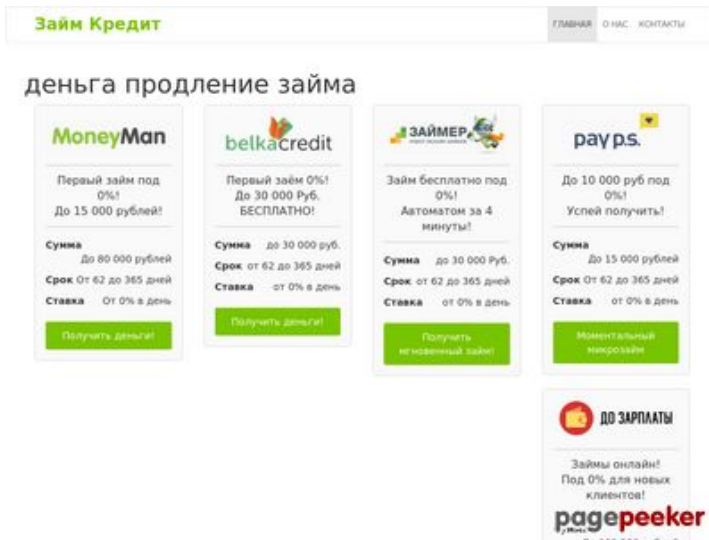 Займ Кредит
ГЛАВНАЯ О НАС КОНТАКТЫ
деньга продление займа
MoneyMan
Первый займ под
0%!
До 15 000 рублей!
Сумма
До 80 000 рублей
Срок От 62 до 365 дней
Ставка От 0% в день
Получить деньги!
belkacredit
Первый заём 0%!
До 30 000 Руб.
БЕСПЛАТНО!
Сумма до 30 000 руб.
Срок от 62 до 365 дней
Ставка от 0% в день
Получить деньги!
ЗАЙМЕР
Займ бесплатно под
0%!
Автоматом за 4
минуты!
Сумма до 30 000 Руб.
Срок от 62 до 365 дней
Ставка от 0% в день
Получить
мгновенный займ!
pay p.s.
До 10 000 руб под
0%!
Успей получить!
Сумма
До 15 000 рублей
Срок От 62 до 365 дней
Ставка От 0% в день
Моментальный
микрозайм
ДО ЗАРПЛАТЫ
Займы онлайн!
Под 0% для новых
клиентов!
pagepeeker